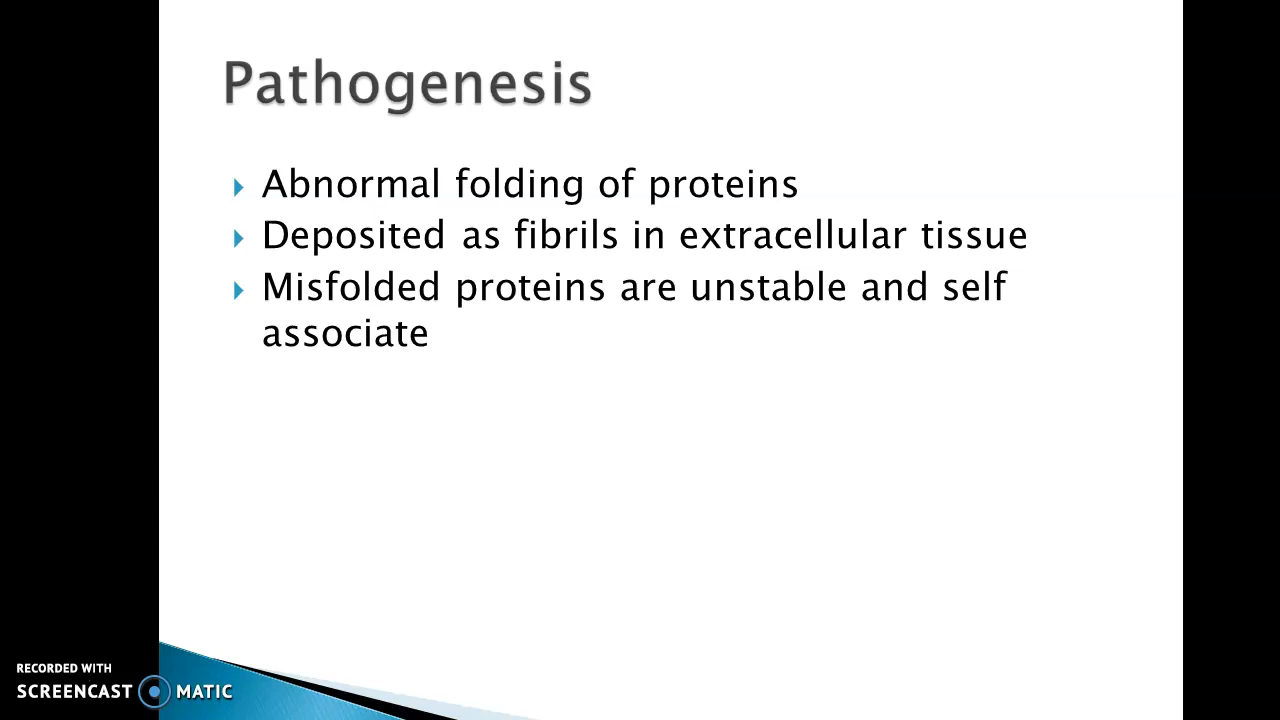 Pathogenesis
Abnormal folding of proteins
Deposited as fibrils in extracellular tissue
Misfolded proteins are unstable and self
associate
RECORDED WITH
SCREENCAST MATIC